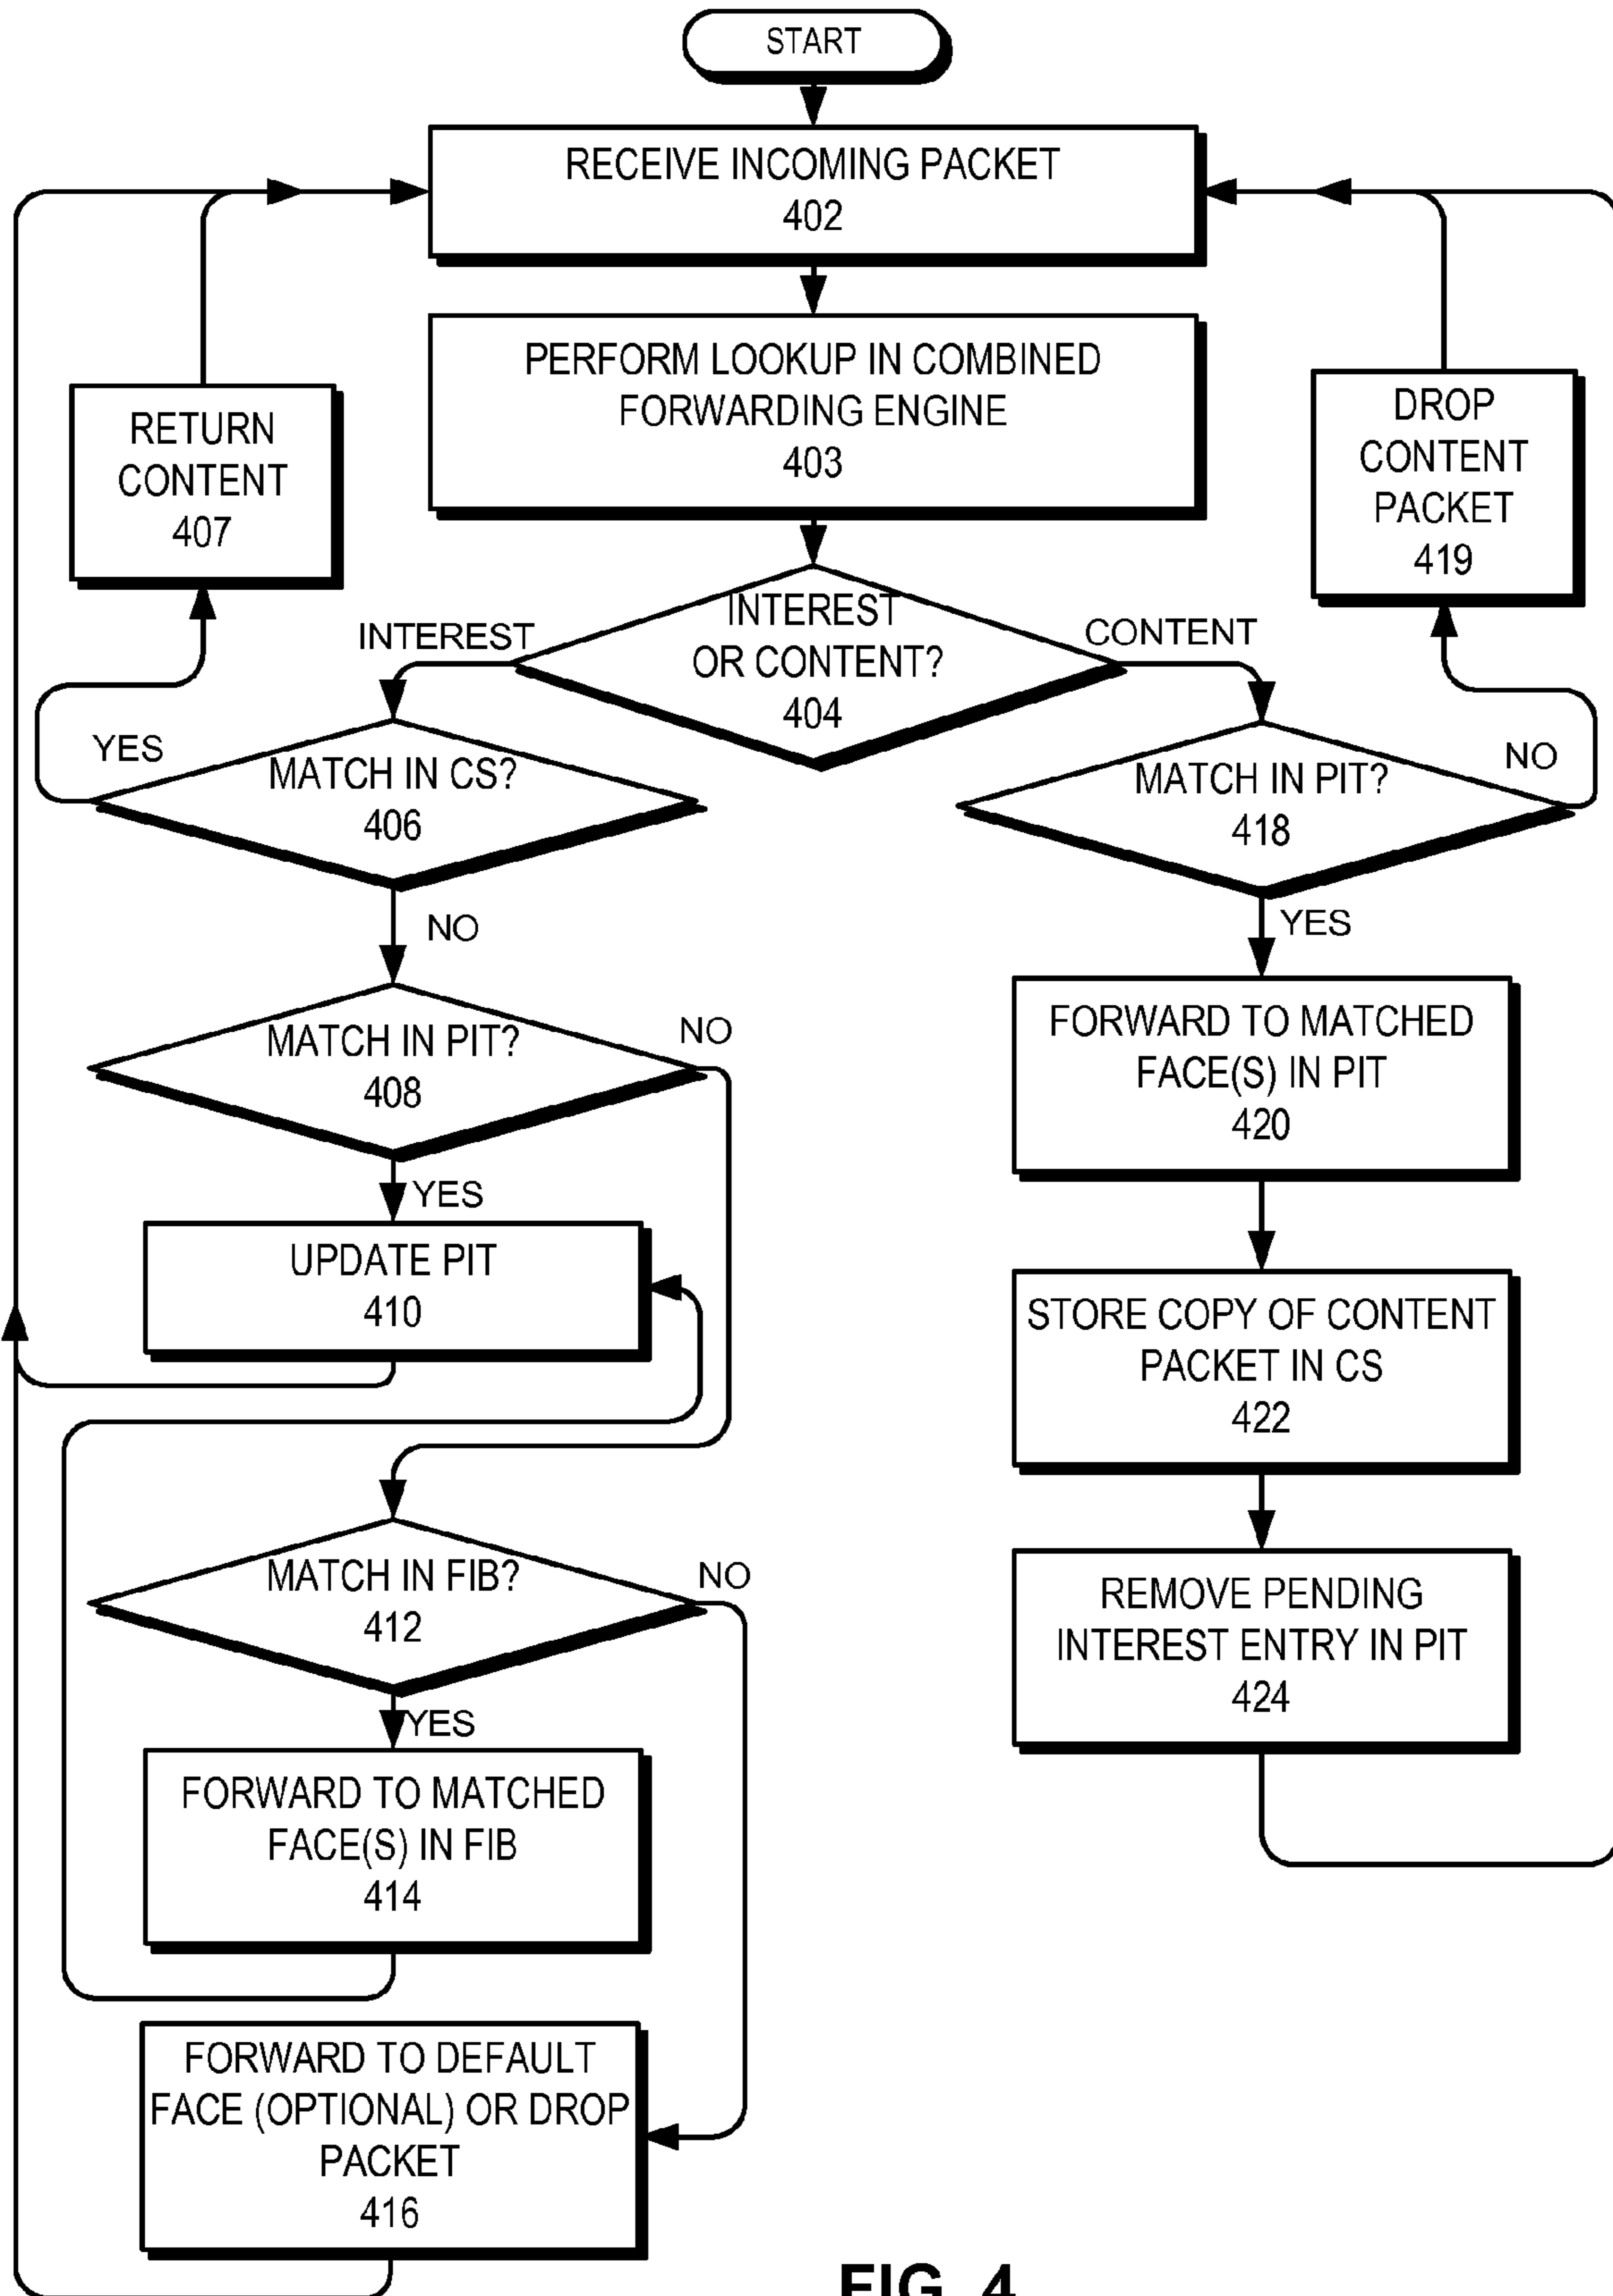 START
RECEIVE INCOMING PACKET
402
PERFORM LOOKUP IN COMBINED
FORWARDING ENGINE
403
RETURN
CONTENT
407
DROP
CONTENT
PACKET
419
INTEREST
INTEREST
OR CONTENT?
404
CONTENT
YES
MATCH IN CS?
406
NO
MATCH IN PIT?
418
NO
YES
MATCH IN PIT?
408
NO
YES
UPDATE PIT
410
FORWARD TO MATCHED
FACE(S) IN PIT
420
STORE COPY OF CONTENT
PACKET IN CS
422
MATCH IN FIB?
412
NO
YES
REMOVE PENDING
INTEREST ENTRY IN PIT
424
FORWARD TO MATCHED
FACE(S) IN FIB
414
FORWARD TO DEFAULT
FACE (OPTIONAL) OR DROP
PACKET
416
FIG. 4